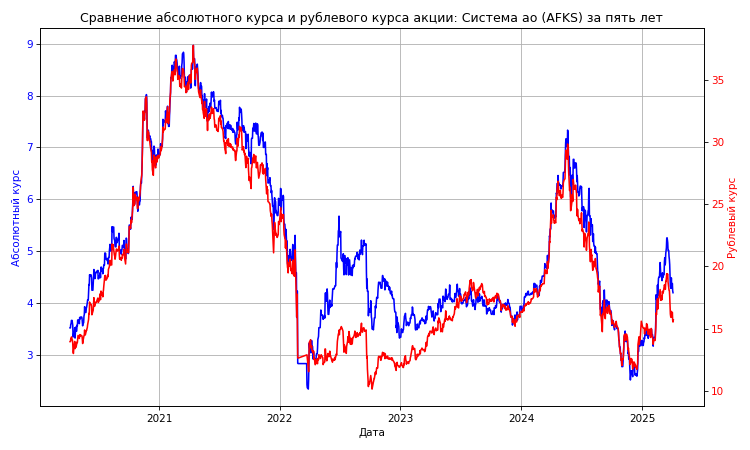 Сравнение абсолютного курса и рублевого курса акции: Система ао (AFKS) за пять лет
Абсолютный курс
9
8
7
6
5
4
3
35
30
25
20
15
10
Рублевый курс
2021 2022 2023 2024 2025
Дата